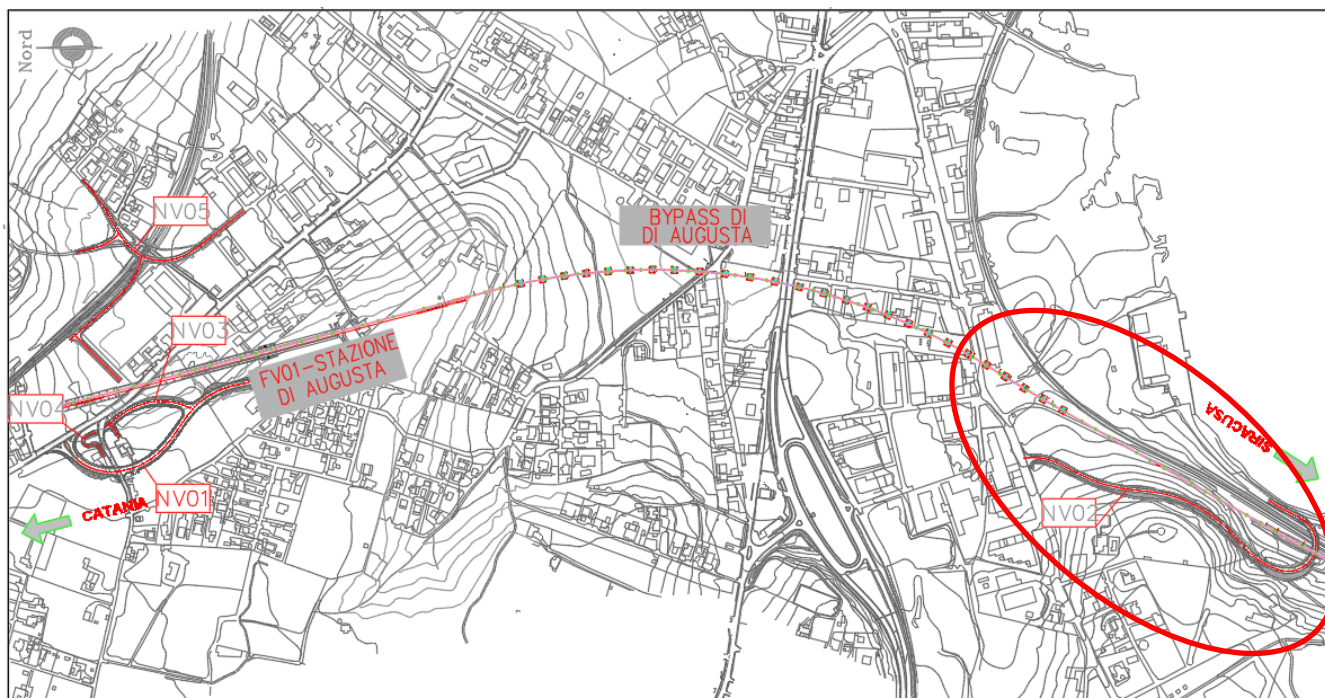 Nord
NV05
BYPASS DI
DI AUGUSTA
NV03
FV01-STAZIONE
DI AUGUSTA
NV04
SIRACUSA
NV01
CATANIA
NV02